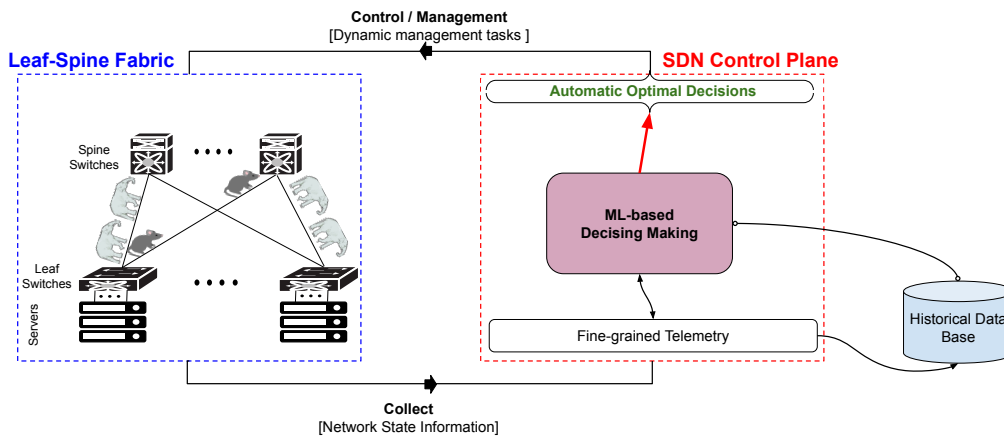 Control / Management
[Dynamic management tasks ]
Leaf-Spine Fabric
SDN Control Plane
Automatic Optimal Decisions
Spine
Switches
ML-based
Decising Making
Leaf
Switches
Servers
Fine-grained Telemetry
Historical Data
Base
Collect
[Network State Information]